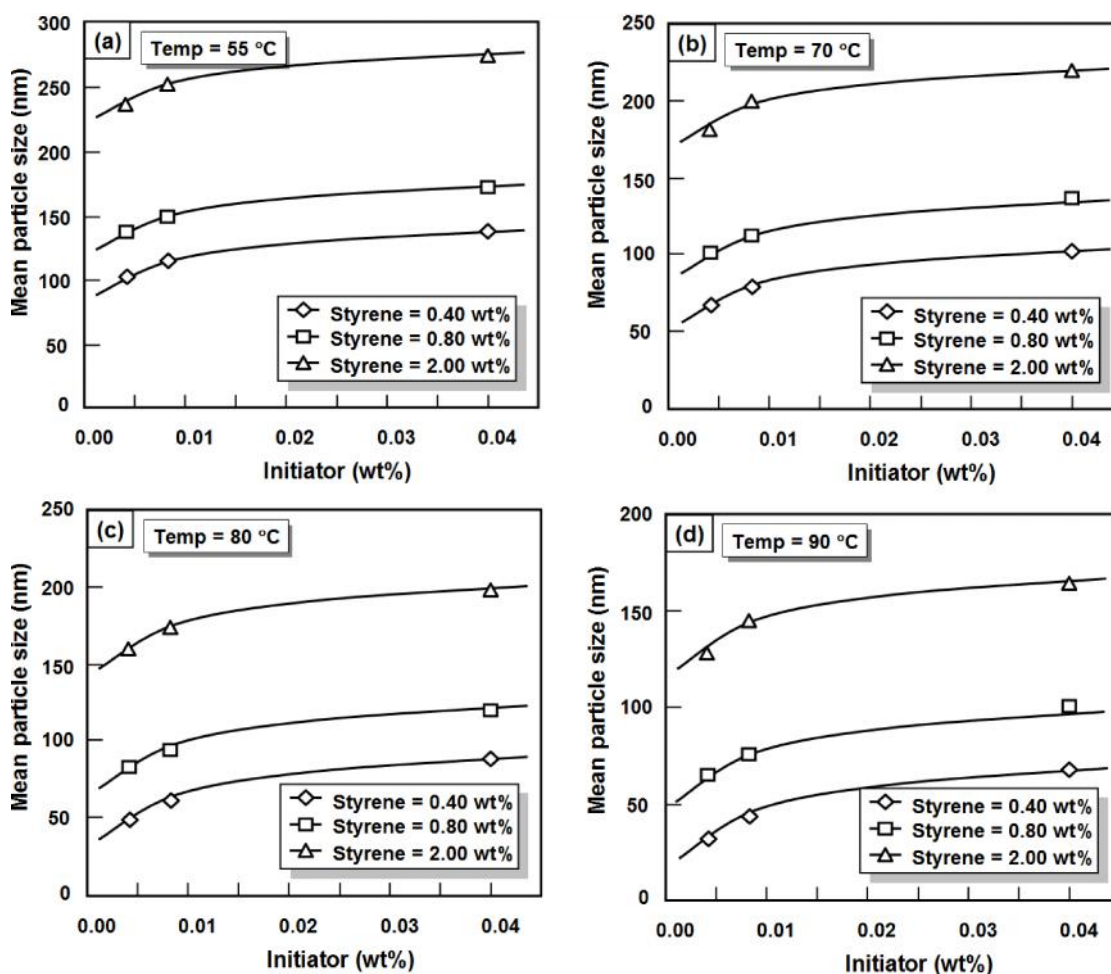 (a)
Temp = 55 °C
Mean particle size (nm)
300
250
200
150
100
50
0
0.00 0.01 0.02 0.03 0.04
Initiator (wt%)
Styrene = 0.40 wt%
Styrene = 0.80 wt%
Styrene = 2.00 wt%
(b)
Temp = 70 °C
Mean particle size (nm)
250
200
150
100
50
0
0.00 0.01 0.02 0.03 0.04
Initiator (wt%)
Styrene = 0.40 wt%
Styrene = 0.80 wt%
Styrene = 2.00 wt%
(c)
Temp = 80 °C
Mean particle size (nm)
250
200
150
100
50
0
0.00 0.01 0.02 0.03 0.04
Initiator (wt%)
Styrene = 0.40 wt%
Styrene = 0.80 wt%
Styrene = 2.00 wt%
(d)
Temp = 90 °C
Mean particle size (nm)
200
150
100
50
0
0.00 0.01 0.02 0.03 0.04
Initiator (wt%)
Styrene = 0.40 wt%
Styrene = 0.80 wt%
Styrene = 2.00 wt%